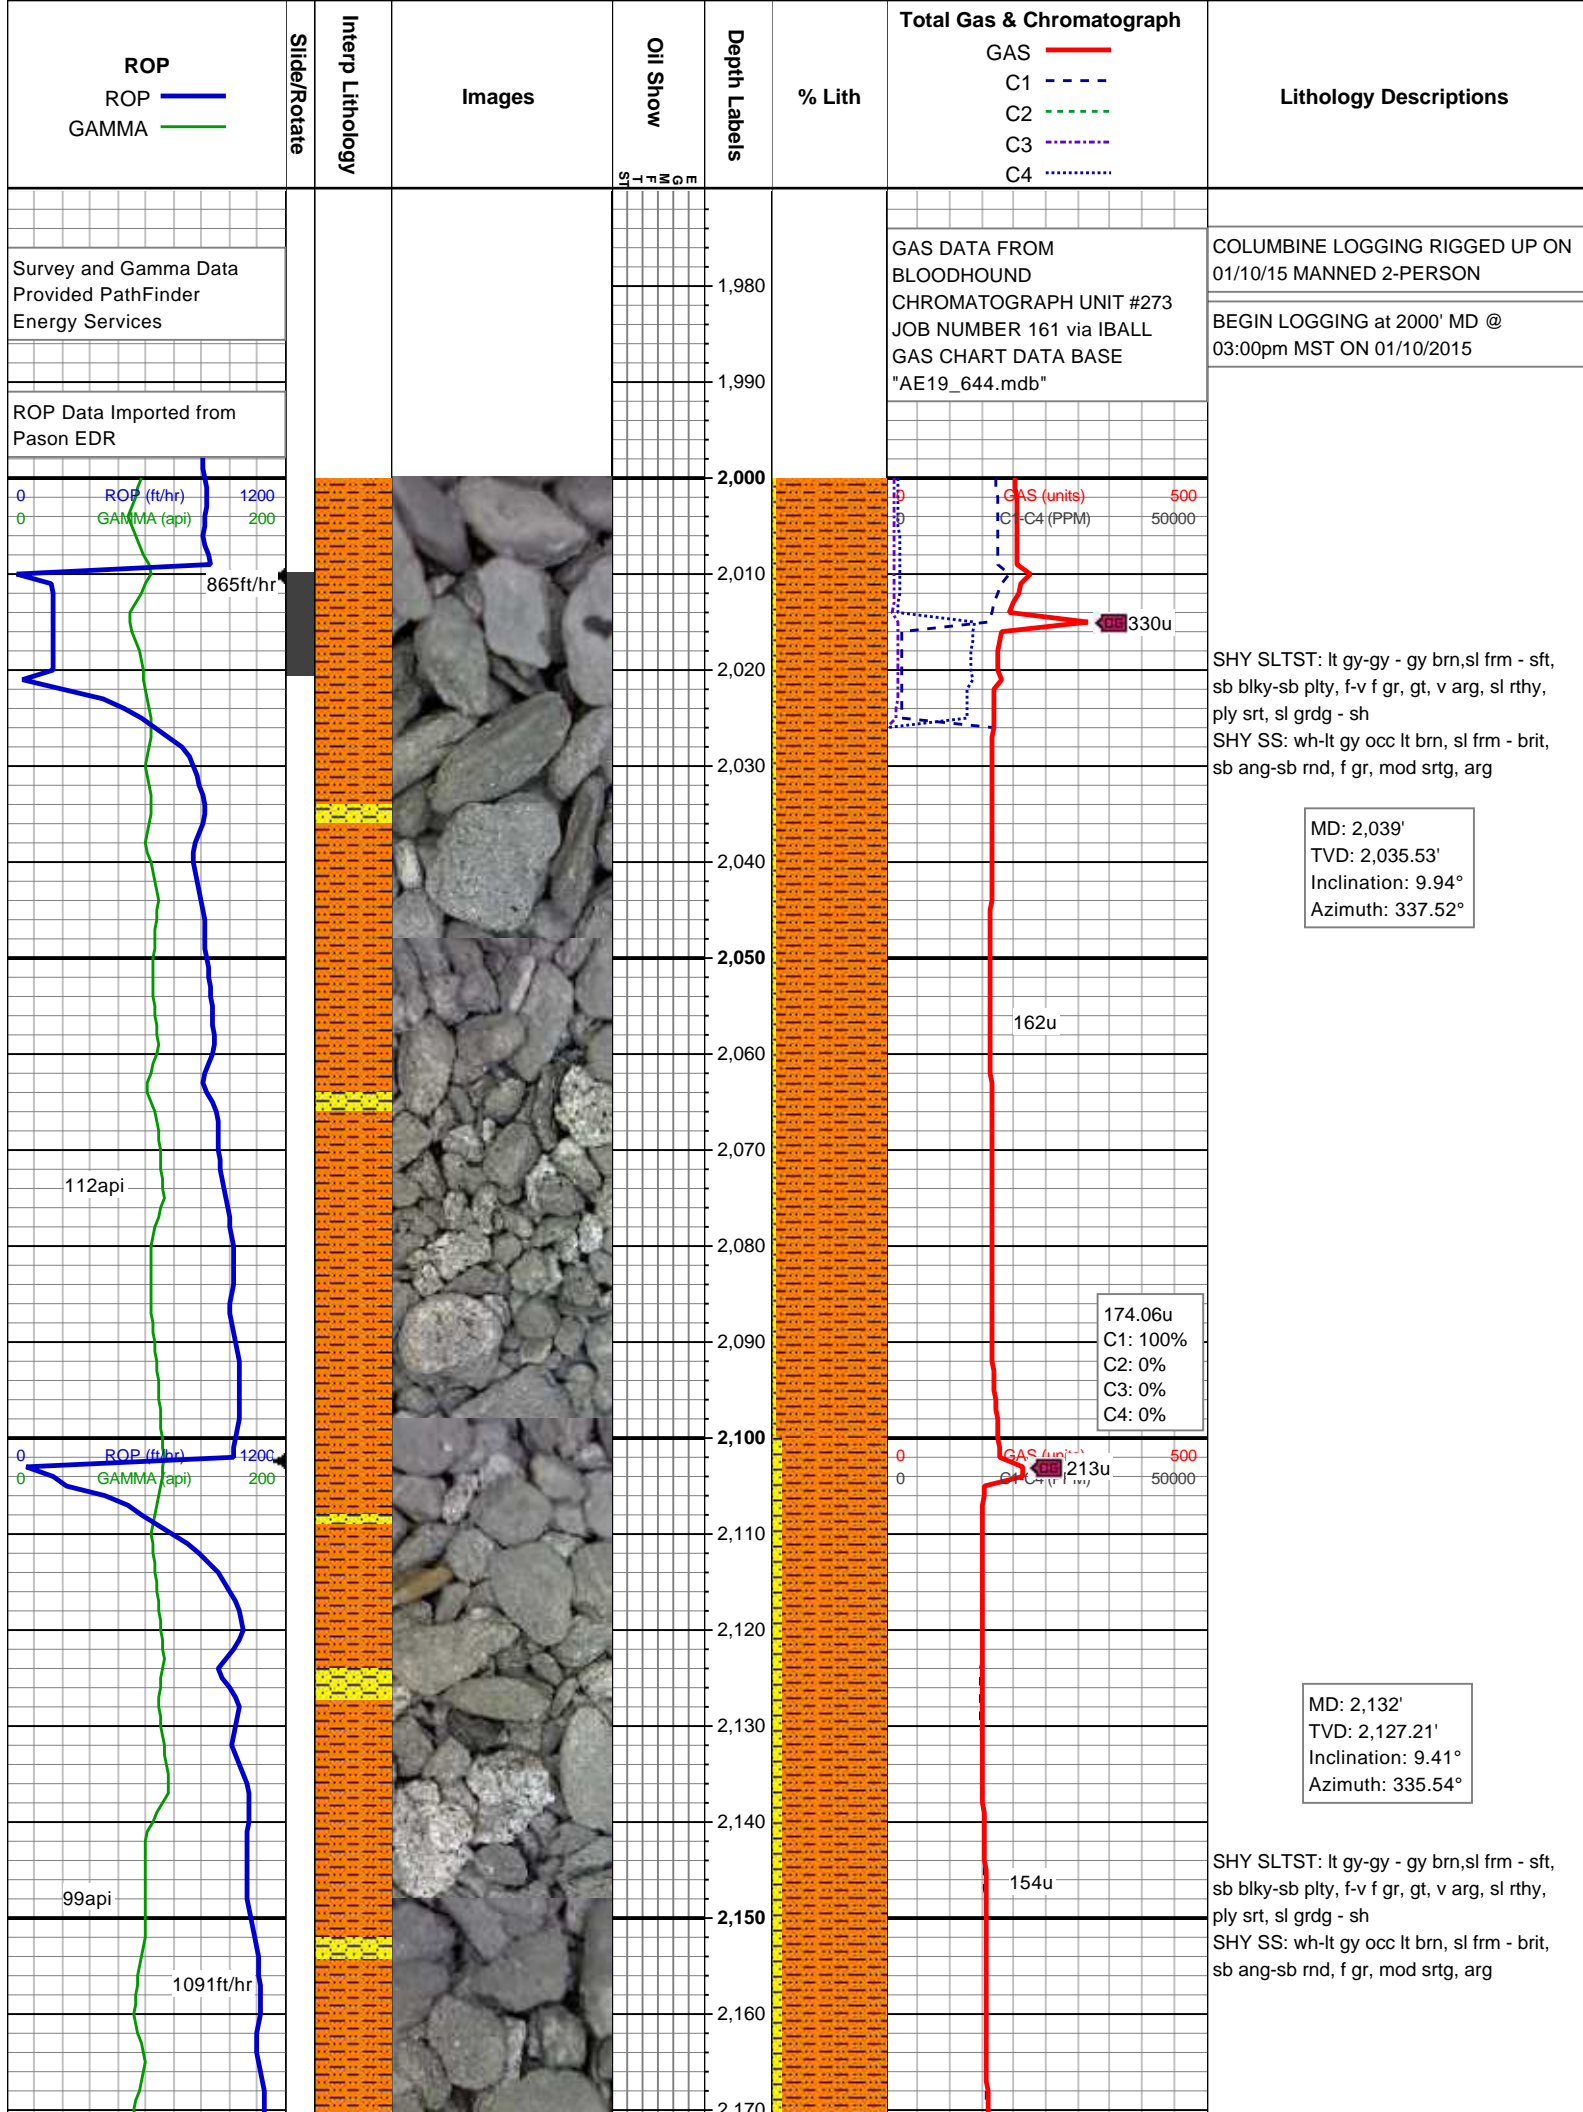 ROP
ROP
GAMMA
Slide/Rotate
Interp Lithology
Images
Oil Show
ST T F M G E
Depth Labels
% Lith
Total Gas & Chromatograph
GAS
C1
C2
C3
C4
Lithology Descriptions
Survey and Gamma Data
Provided PathFinder
Energy Services
ROP Data Imported from
Pason EDR
GAS DATA FROM
BLOODHOUND
CHROMATOGRAPH UNIT #273
JOB NUMBER 161 via IBALL
GAS CHART DATA BASE
"AE19_644.mdb"
COLUMBINE LOGGING RIGGED UP ON
01/10/15 MANNED 2-PERSON
BEGIN LOGGING at 2000' MD @
03:00pm MST ON 01/10/2015
1,980
1,990
2,000
0 ROP (ft/hr) 1200
0 GAMMA (api) 200
0 GAS (units) 500
0 C1-C4 (PPM) 50000
2,010
865ft/hr
CG 330u
2,020
SHY SLTST: lt gy-gy - gy brn,sl frm - sft,
sb blky-sb plty, f-v f gr, gt, v arg, sl rthy,
ply srt, sl grdg - sh
SHY SS: wh-lt gy occ lt brn, sl frm - brit,
sb ang-sb rnd, f gr, mod srtg, arg
2,030
MD: 2,039'
TVD: 2,035.53'
Inclination: 9.94°
Azimuth: 337.52°
2,040
2,050
162u
2,060
2,070
112api
2,080
2,090
174.06u
C1: 100%
C2: 0%
C3: 0%
C4: 0%
2,100
0 ROP (ft/hr) 1200
0 GAMMA (api) 200
0 GAS (units) 500
0 C1-C4 (PPM) 50000
CG 213u
2,110
2,120
2,130
MD: 2,132'
TVD: 2,127.21'
Inclination: 9.41°
Azimuth: 335.54°
2,140
154u
99api
2,150
SHY SLTST: lt gy-gy - gy brn,sl frm - sft,
sb blky-sb plty, f-v f gr, gt, v arg, sl rthy,
ply srt, sl grdg - sh
SHY SS: wh-lt gy occ lt brn, sl frm - brit,
sb ang-sb rnd, f gr, mod srtg, arg
1091ft/hr
2,160
2,170